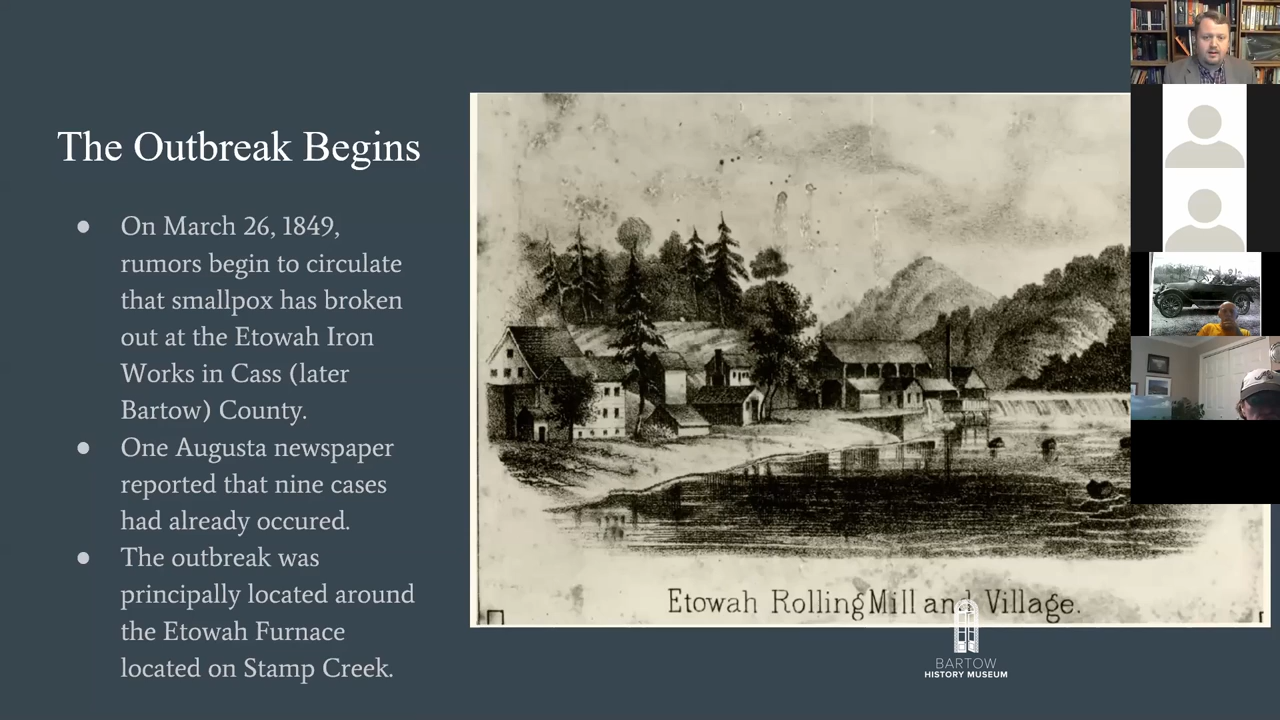 The Outbreak Begins
● On March 26, 1849,
rumors begin to circulate
that smallpox has broken
out at the Etowah Iron
Works in Cass (later
Bartow) County.
● One Augusta newspaper
reported that nine cases
had already occured.
● The outbreak was
principally located around
the Etowah Furnace
located on Stamp Creek.
Etowah Rolling Mill and Village.
BARTOW
HISTORY MUSEUM